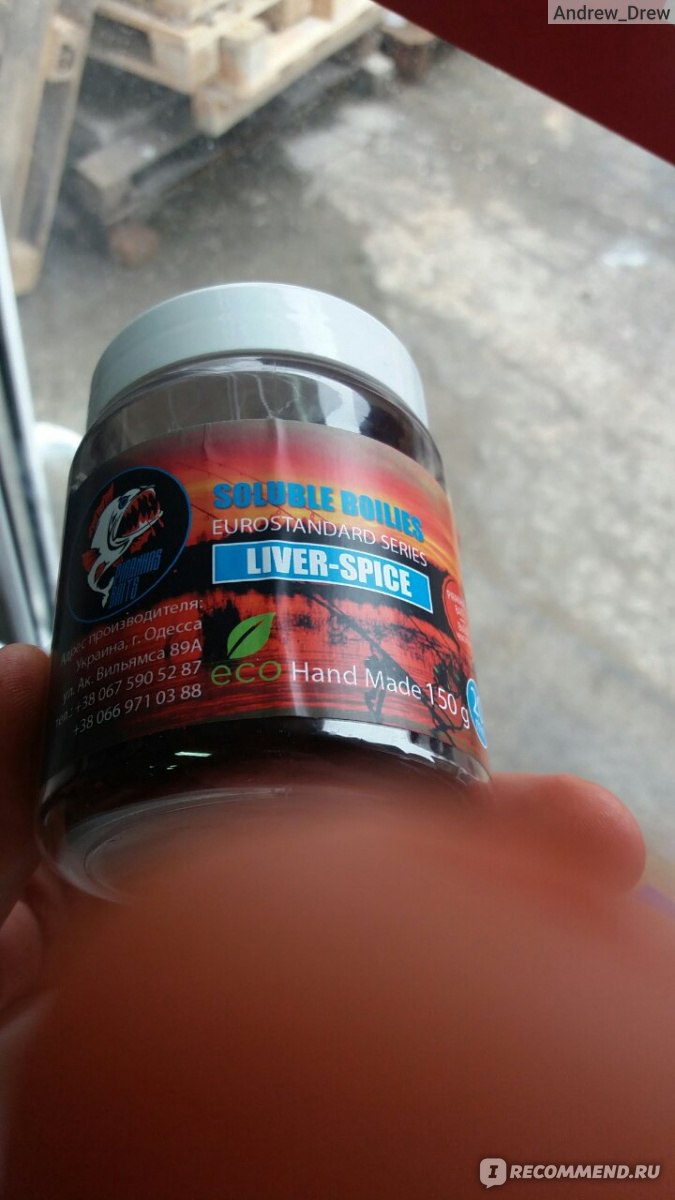 Andrew_Drew
SOLUBLE BOILIES
EUROSTANDARD SERIES
LIVER-SPICE
Адрес производителя:
Украина, г. Одесса
ул. Ак. Вильямса 89А
тел.: +38 067 590 52 87
+38 066 971 03 88
eco Hand Made 150 g
IRECOMMEND.RU